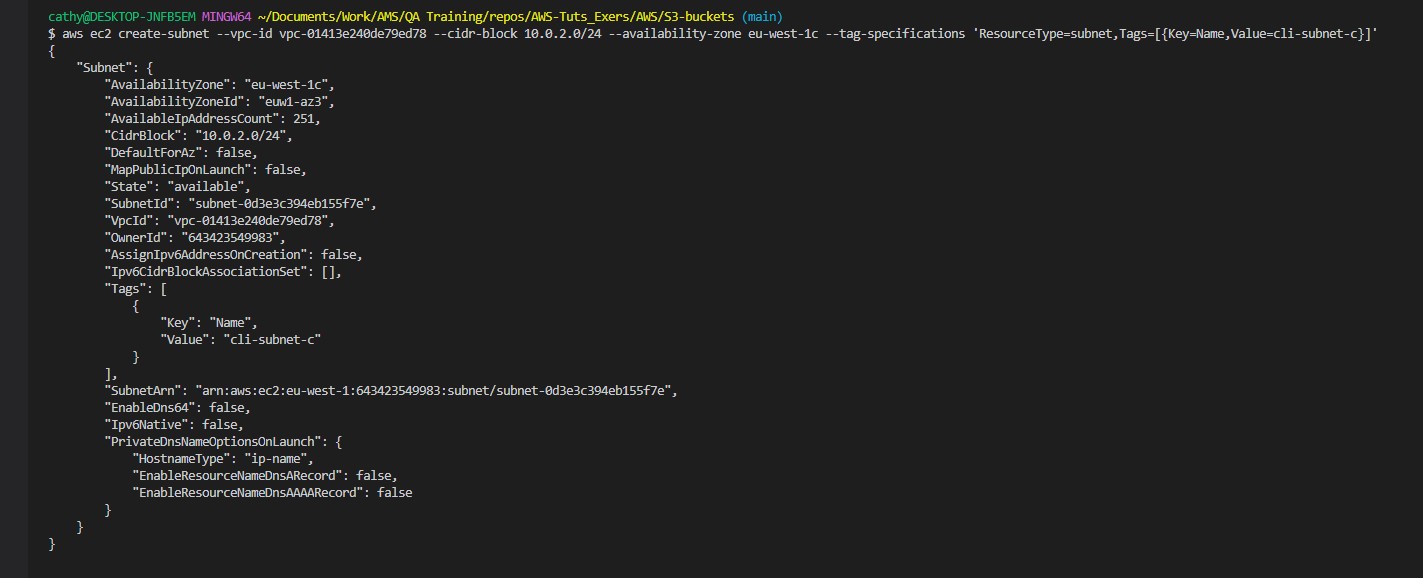 cathy@DESKTOP-JNFB5EM MINGW64 ~/Documents/Work/AMS/QA Training/repos/AWS-Tuts_Exers/AWS/S3-buckets (main)
$ aws ec2 create-subnet --vpc-id vpc-01413e240de79ed78 --cidr-block 10.0.2.0/24 --availability-zone eu-west-1c --tag-specifications 'ResourceType=subnet,Tags=[{Key=Name,Value=cli-subnet-c}]'
{
    "Subnet": {
        "AvailabilityZone": "eu-west-1c",
        "AvailabilityZoneId": "euw1-az3",
        "AvailableIpAddressCount": 251,
        "CidrBlock": "10.0.2.0/24",
        "DefaultForAz": false,
        "MapPublicIpOnLaunch": false,
        "State": "available",
        "SubnetId": "subnet-0d3e3c394eb155f7e",
        "VpcId": "vpc-01413e240de79ed78",
        "OwnerId": "643423549983",
        "AssignIpv6AddressOnCreation": false,
        "Ipv6CidrBlockAssociationSet": [],
        "Tags": [
            {
                "Key": "Name",
                "Value": "cli-subnet-c"
            }
        ],
        "SubnetArn": "arn:aws:ec2:eu-west-1:643423549983:subnet/subnet-0d3e3c394eb155f7e",
        "EnableDns64": false,
        "Ipv6Native": false,
        "PrivateDnsNameOptionsOnLaunch": {
            "HostnameType": "ip-name",
            "EnableResourceNameDnsARecord": false,
            "EnableResourceNameDnsAAAARecord": false
        }
    }
}